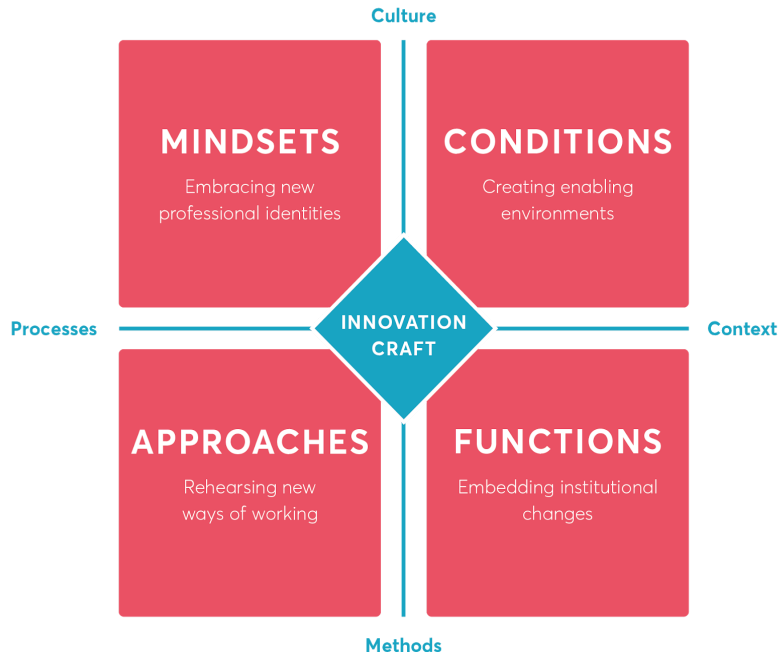 Culture
MINDSETS
Embracing new
professional identities
CONDITIONS
Creating enabling
environments
Processes
INNOVATION
CRAFT
Context
APPROACHES
Rehearsing new
ways of working
FUNCTIONS
Embedding institutional
changes
Methods